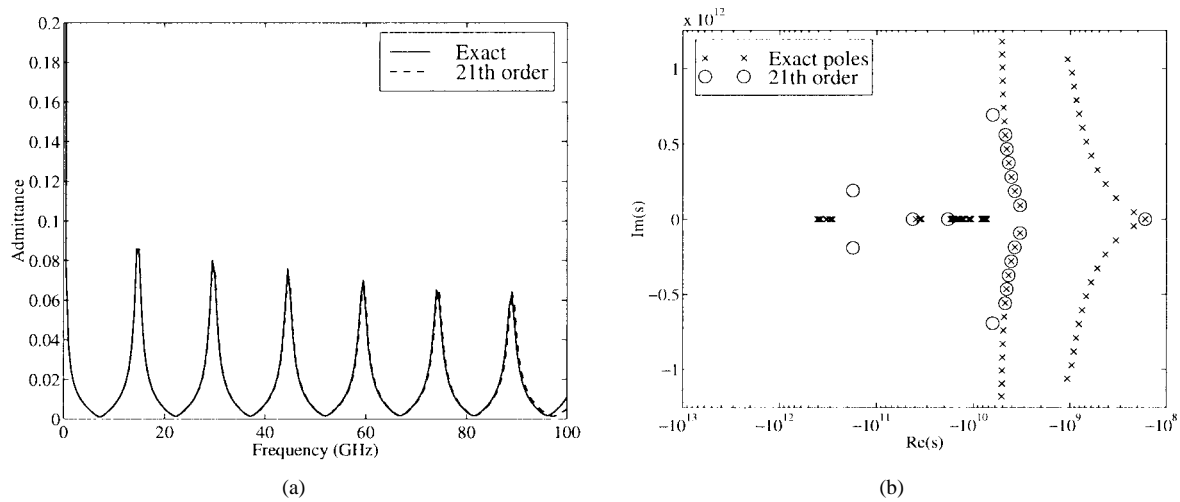 0.2
0.18
0.16
0.14
0.12
0.1
0.08
0.06
0.04
0.02
0
Admittance
Exact
21th order
0 20 40 60 80 100
Frequency (GHz)
(a)
x 10^12
1
0.5
0
−0.5
−1
Im(s)
Exact poles
21th order
−10^13 −10^12 −10^11 −10^10 −10^9 −10^8
Re(s)
(b)